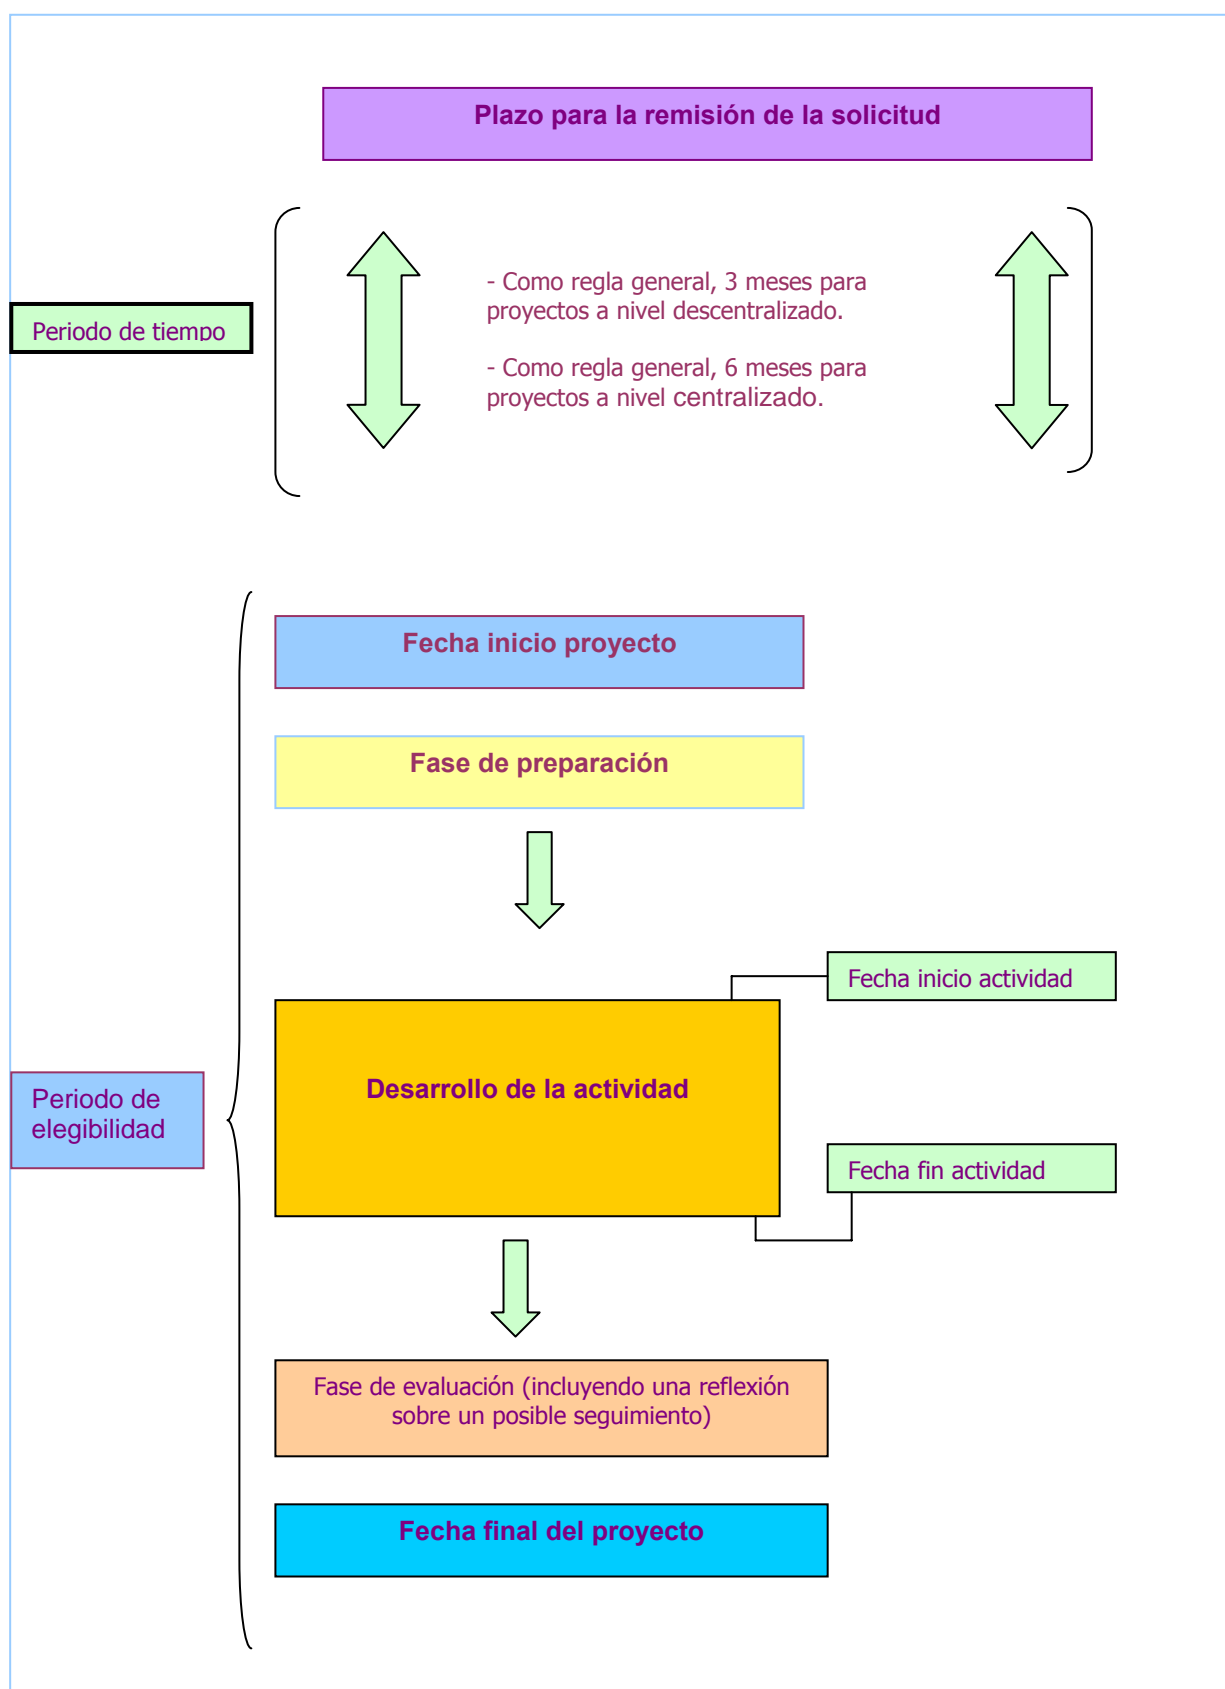 Plazo para la remisión de la solicitud
Periodo de tiempo
- Como regla general, 3 meses para
proyectos a nivel descentralizado.
- Como regla general, 6 meses para
proyectos a nivel centralizado.
Fecha inicio proyecto
Fase de preparación
Fecha inicio actividad
Desarrollo de la actividad
Periodo de
elegibilidad
Fecha fin actividad
Fase de evaluación (incluyendo una reflexión
sobre un posible seguimiento)
Fecha final del proyecto